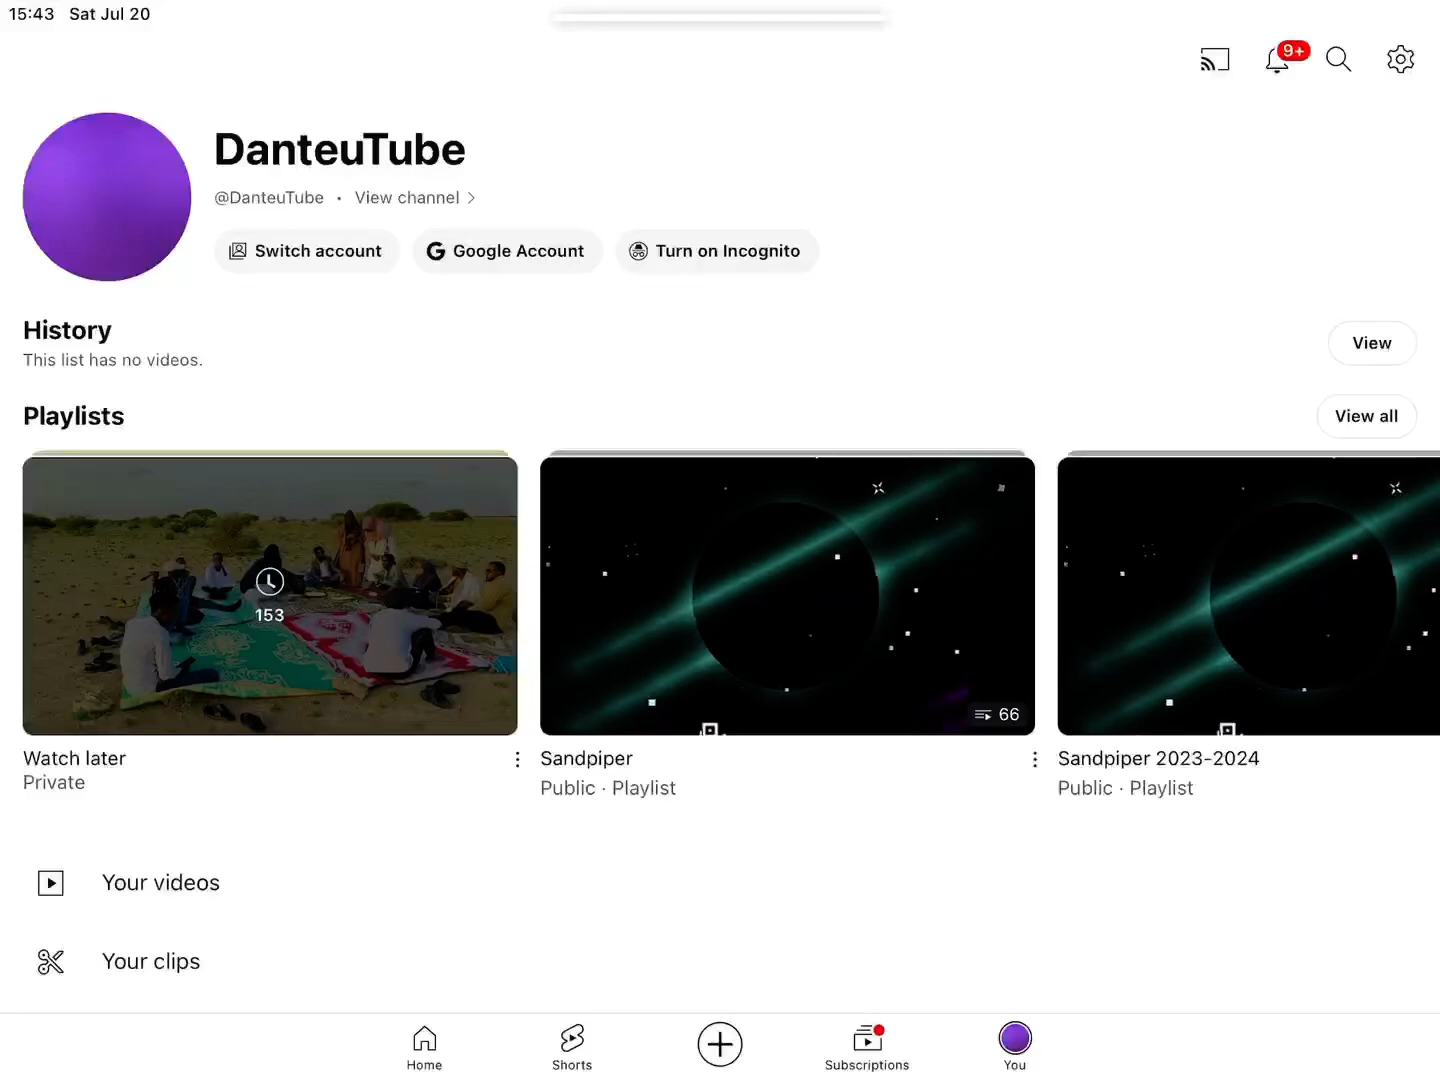 15:43 Sat Jul 20
9+
DanteuTube
@DanteuTube • View channel
Switch account
Google Account
Turn on Incognito
History
This list has no videos.
View
Playlists
View all
153
66
Watch later
Private
Sandpiper
Public · Playlist
Sandpiper 2023-2024
Public · Playlist
Your videos
Your clips
Home
Shorts
Subscriptions
You